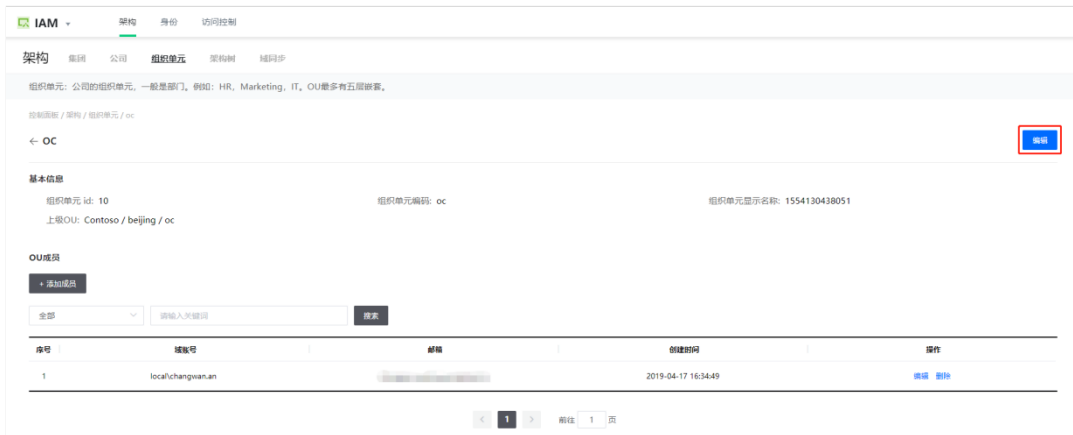 IAM 架构 身份 访问控制
架构 集团 公司 组织单元 架构树 域同步
组织单元：公司的组织单元，一般是部门。例如：HR，Marketing，IT。OU最多有五层嵌套。
控制面板 / 架构 / 组织单元 / oc
← OC 编辑
基本信息
组织单元 id: 10 组织单元编码: oc 组织单元显示名称: 1554130438051
上级OU: Contoso / beijing / oc
OU成员
+ 添加成员
全部 请输入关键词 搜索
序号 域账号 邮箱 创建时间 操作
1 local\changwan.an 2019-04-17 16:34:49 编辑 删除
< 1 > 前往 1 页